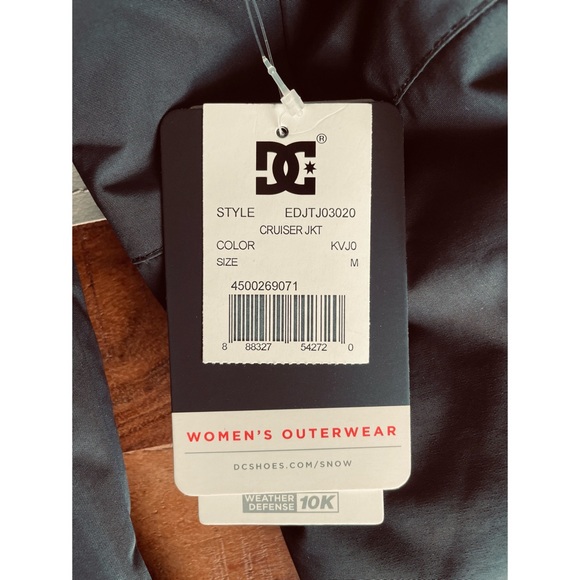 DC®
STYLE EDJTJ03020
CRUISER JKT
COLOR KVJ0
SIZE M
4500269071
8 88327 54272 0
WOMEN'S OUTERWEAR
DCSHOES.COM/SNOW
WEATHER DEFENSE 10K